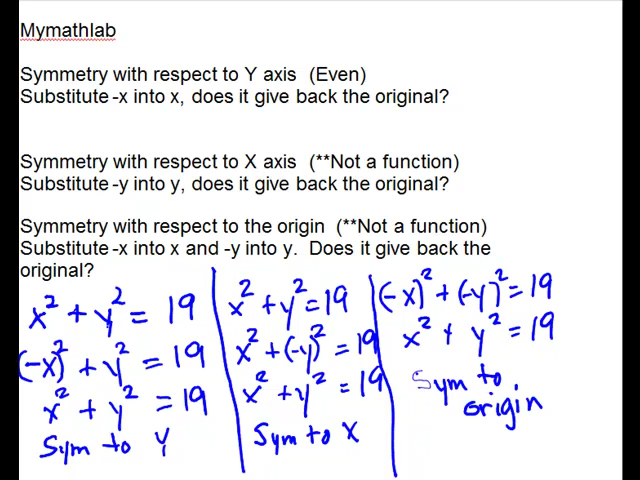 Mymathlab
Symmetry with respect to Y axis (Even)
Substitute -x into x, does it give back the original?
Symmetry with respect to X axis (**Not a function)
Substitute -y into y, does it give back the original?
Symmetry with respect to the origin (**Not a function)
Substitute -x into x and -y into y. Does it give back the
original?
x² + y² = 19
(-x)² + y² = 19
x² + y² = 19
Sym to Y
x² + y² = 19
x² + (-y)² = 19
x² + y² = 19
Sym to X
(-x)² + (-y)² = 19
x² + y² = 19
Sym to
origin